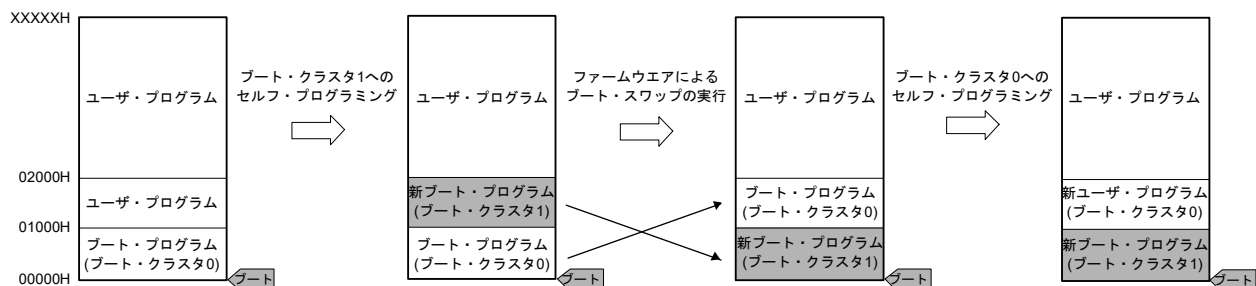 XXXXXH
ユーザ・プログラム
02000H
ユーザ・プログラム
01000H
ブート・プログラム
(ブート・クラスタ0)
00000H
ブート
ブート・クラスタ1への
セルフ・プログラミング
ユーザ・プログラム
新ブート・プログラム
(ブート・クラスタ1)
ブート・プログラム
(ブート・クラスタ0)
ブート
ファームウエアによる
ブート・スワップの実行
ユーザ・プログラム
ブート・プログラム
(ブート・クラスタ0)
新ブート・プログラム
(ブート・クラスタ1)
ブート
ブート・クラスタ0への
セルフ・プログラミング
ユーザ・プログラム
新ユーザ・プログラム
(ブート・クラスタ0)
新ブート・プログラム
(ブート・クラスタ1)
ブート